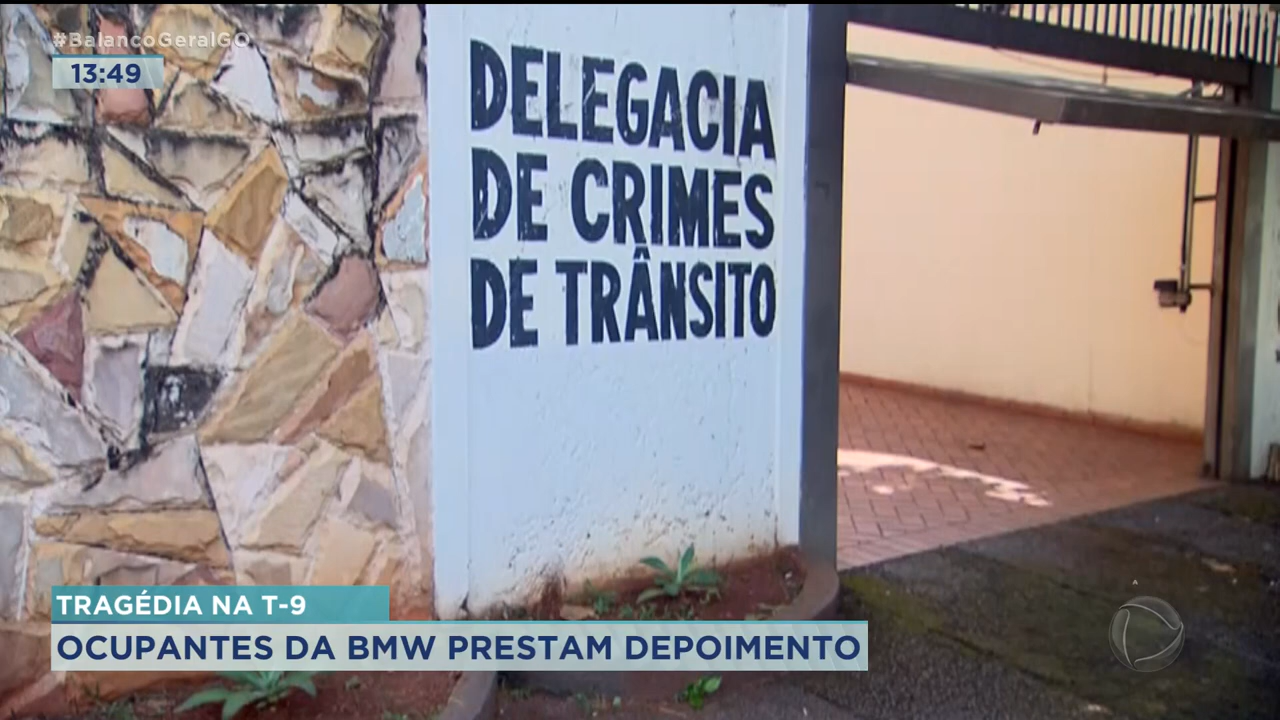 #BalancoGeralGO
13:49
DELEGACIA
DE CRIMES
DE TRÂNSITO
TRAGÉDIA NA T-9
OCUPANTES DA BMW PRESTAM DEPOIMENTO
A